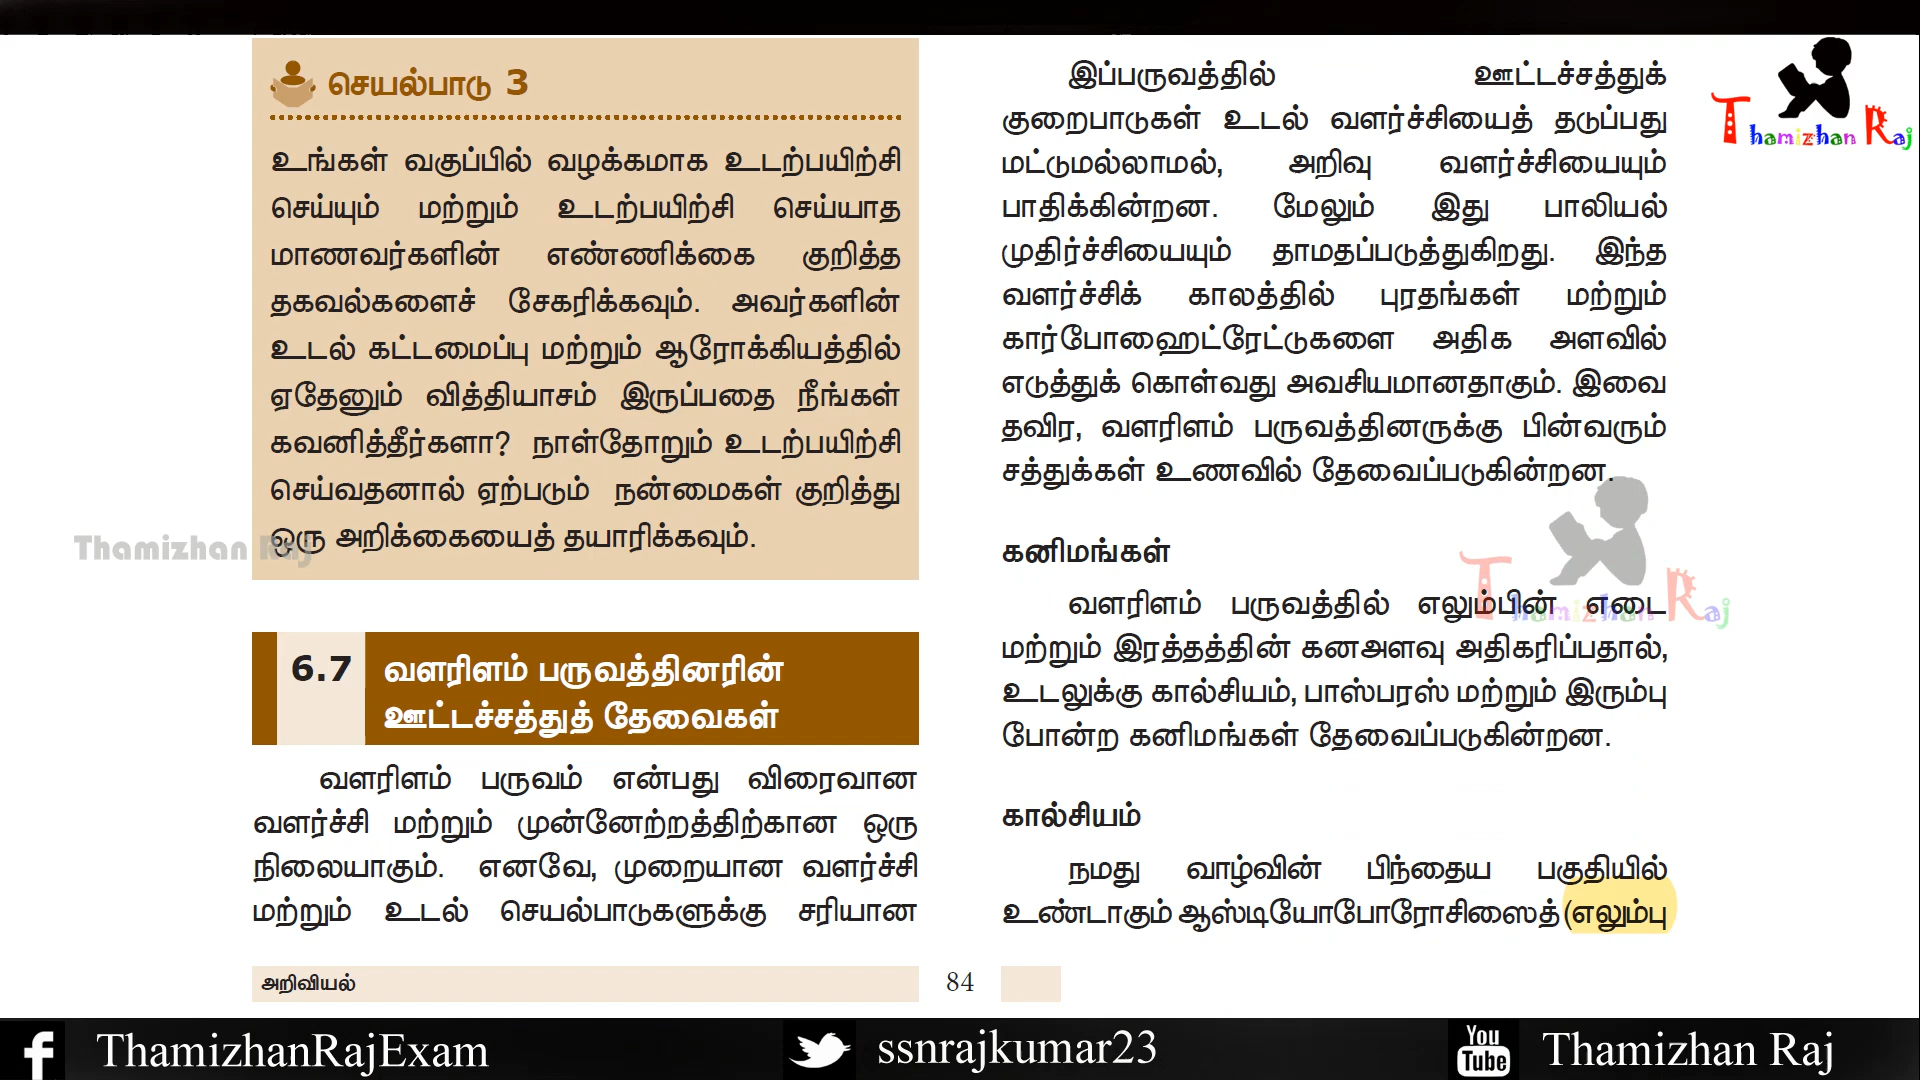 செயல்பாடு 3
உங்கள் வகுப்பில் வழக்கமாக உடற்பயிற்சி
செய்யும் மற்றும் உடற்பயிற்சி செய்யாத
மாணவர்களின் எண்ணிக்கை குறித்த
தகவல்களைச் சேகரிக்கவும். அவர்களின்
உடல் கட்டமைப்பு மற்றும் ஆரோக்கியத்தில்
ஏதேனும் வித்தியாசம் இருப்பதை நீங்கள்
கவனித்தீர்களா? நாள்தோறும் உடற்பயிற்சி
செய்வதனால் ஏற்படும் நன்மைகள் குறித்து
ஒரு அறிக்கையைத் தயாரிக்கவும்.
Thamizhan Raj
6.7 வளரிளம் பருவத்தினரின்
ஊட்டச்சத்துத் தேவைகள்
வளரிளம் பருவம் என்பது விரைவான
வளர்ச்சி மற்றும் முன்னேற்றத்திற்கான ஒரு
நிலையாகும். எனவே, முறையான வளர்ச்சி
மற்றும் உடல் செயல்பாடுகளுக்கு சரியான
இப்பருவத்தில் ஊட்டச்சத்துக்
குறைபாடுகள் உடல் வளர்ச்சியைத் தடுப்பது
மட்டுமல்லாமல், அறிவு வளர்ச்சியையும்
பாதிக்கின்றன. மேலும் இது பாலியல்
முதிர்ச்சியையும் தாமதப்படுத்துகிறது. இந்த
வளர்ச்சிக் காலத்தில் புரதங்கள் மற்றும்
கார்போஹைட்ரேட்டுகளை அதிக அளவில்
எடுத்துக் கொள்வது அவசியமானதாகும். இவை
தவிர, வளரிளம் பருவத்தினருக்கு பின்வரும்
சத்துக்கள் உணவில் தேவைப்படுகின்றன.
கனிமங்கள்
வளரிளம் பருவத்தில் எலும்பின் எடை
மற்றும் இரத்தத்தின் கனஅளவு அதிகரிப்பதால்,
உடலுக்கு கால்சியம், பாஸ்பரஸ் மற்றும் இரும்பு
போன்ற கனிமங்கள் தேவைப்படுகின்றன.
கால்சியம்
நமது வாழ்வின் பிந்தைய பகுதியில்
உண்டாகும் ஆஸ்டியோபோரோசிஸைத் (எலும்பு
Thamizhan Raj
Thamizhan Raj
அறிவியல்
84
ThamizhanRajExam
ssnrajkumar23
You
Tube
Thamizhan Raj